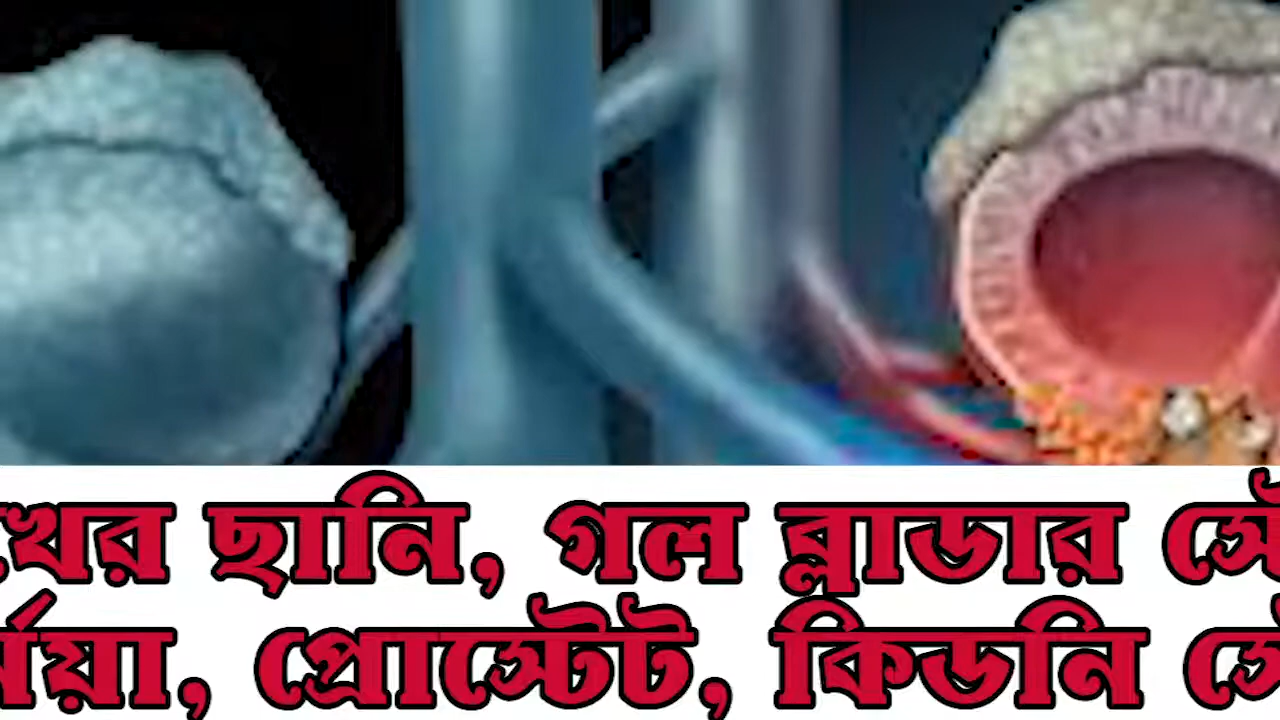 খের ছানি, গল ব্লাডার স্টো
র্নিয়া, প্রোস্টেট, কিডনি স্টো